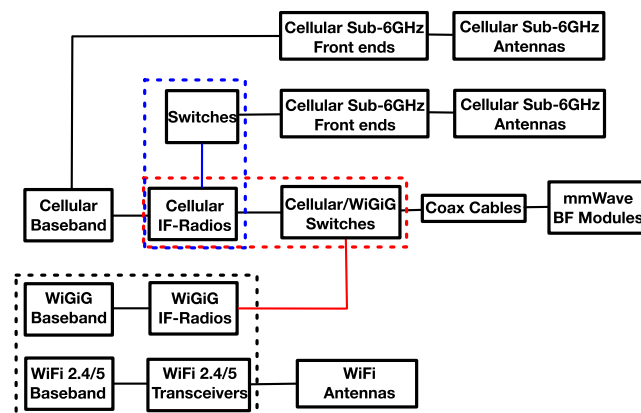 Cellular Sub-6GHz
Front ends
Cellular Sub-6GHz
Antennas
Switches
Cellular Sub-6GHz
Front ends
Cellular Sub-6GHz
Antennas
Cellular
Baseband
Cellular
IF-Radios
Cellular/WiGiG
Switches
Coax Cables
mmWave
BF Modules
WiGiG
Baseband
WiGiG
IF-Radios
WiFi 2.4/5
Baseband
WiFi 2.4/5
Transceivers
WiFi
Antennas